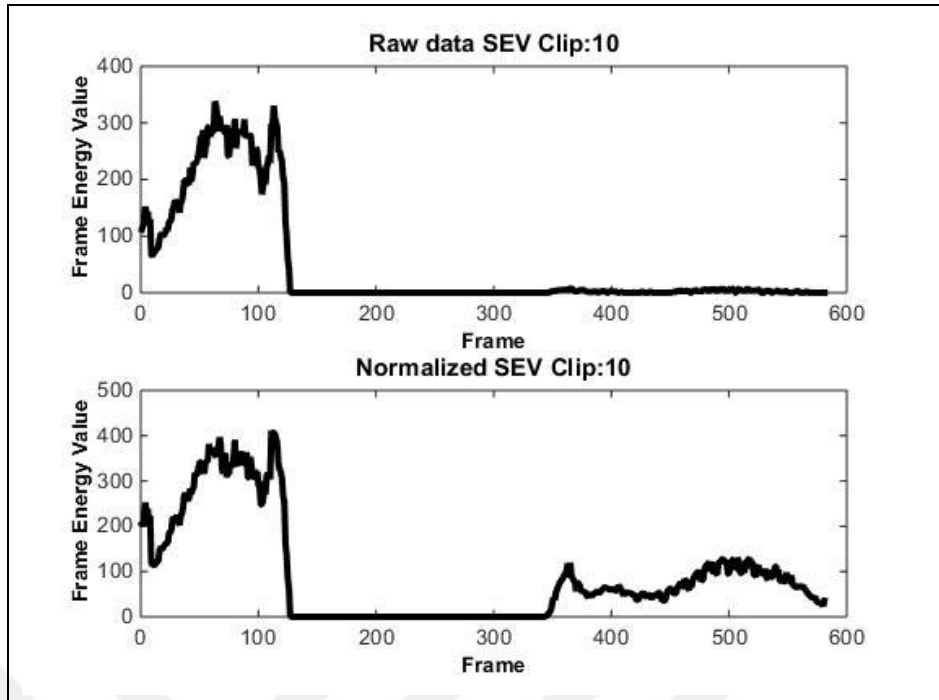 Raw data SEV Clip:10
400
300
200
100
0
Frame Energy Value
0 100 200 300 400 500 600
Frame
Normalized SEV Clip:10
500
400
300
200
100
0
Frame Energy Value
0 100 200 300 400 500 600
Frame